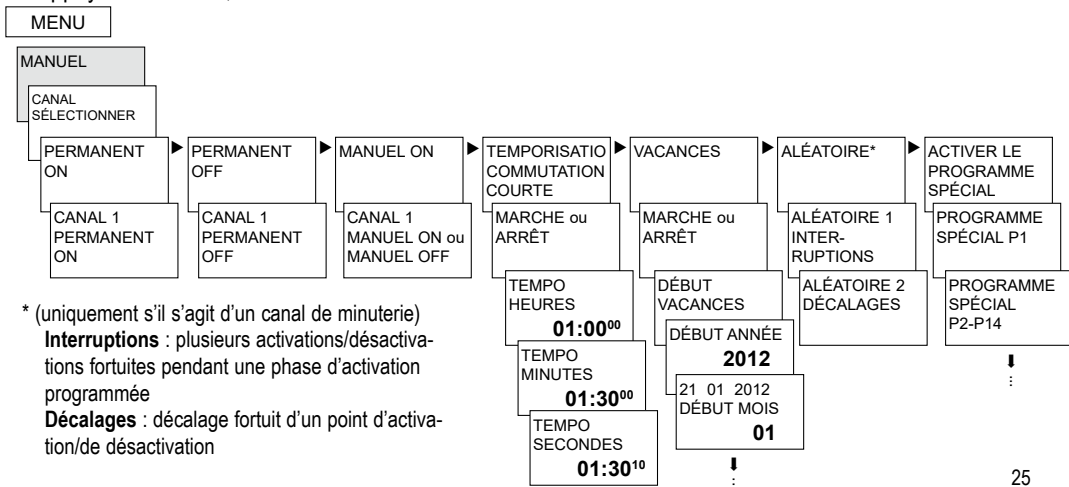 MENU
MANUEL
CANAL
SÉLECTIONNER
PERMANENT
ON
CANAL 1
PERMANENT
ON
PERMANENT
OFF
CANAL 1
PERMANENT
OFF
MANUEL ON
CANAL 1
MANUEL ON ou
MANUEL OFF
TEMPORISATIO
COMMUTATION
COURTE
MARCHE ou
ARRÊT
TEMPO
HEURES
01:00⁰⁰
TEMPO
MINUTES
01:30⁰⁰
TEMPO
SECONDES
01:30¹⁰
VACANCES
MARCHE ou
ARRÊT
DÉBUT
VACANCES
DÉBUT ANNÉE
2012
21 01 2012
DÉBUT MOIS
01
ALÉATOIRE*
ALÉATOIRE 1
INTER-
RUPTIONS
ALÉATOIRE 2
DÉCALAGES
ACTIVER LE
PROGRAMME
SPÉCIAL
PROGRAMME
SPÉCIAL P1
PROGRAMME
SPÉCIAL
P2-P14
* (uniquement s'il s'agit d'un canal de minuterie)
Interruptions : plusieurs activations/désactiva-
tions fortuites pendant une phase d'activation
programmée
Décalages : décalage fortuit d'un point d'activa-
tion/de désactivation
25